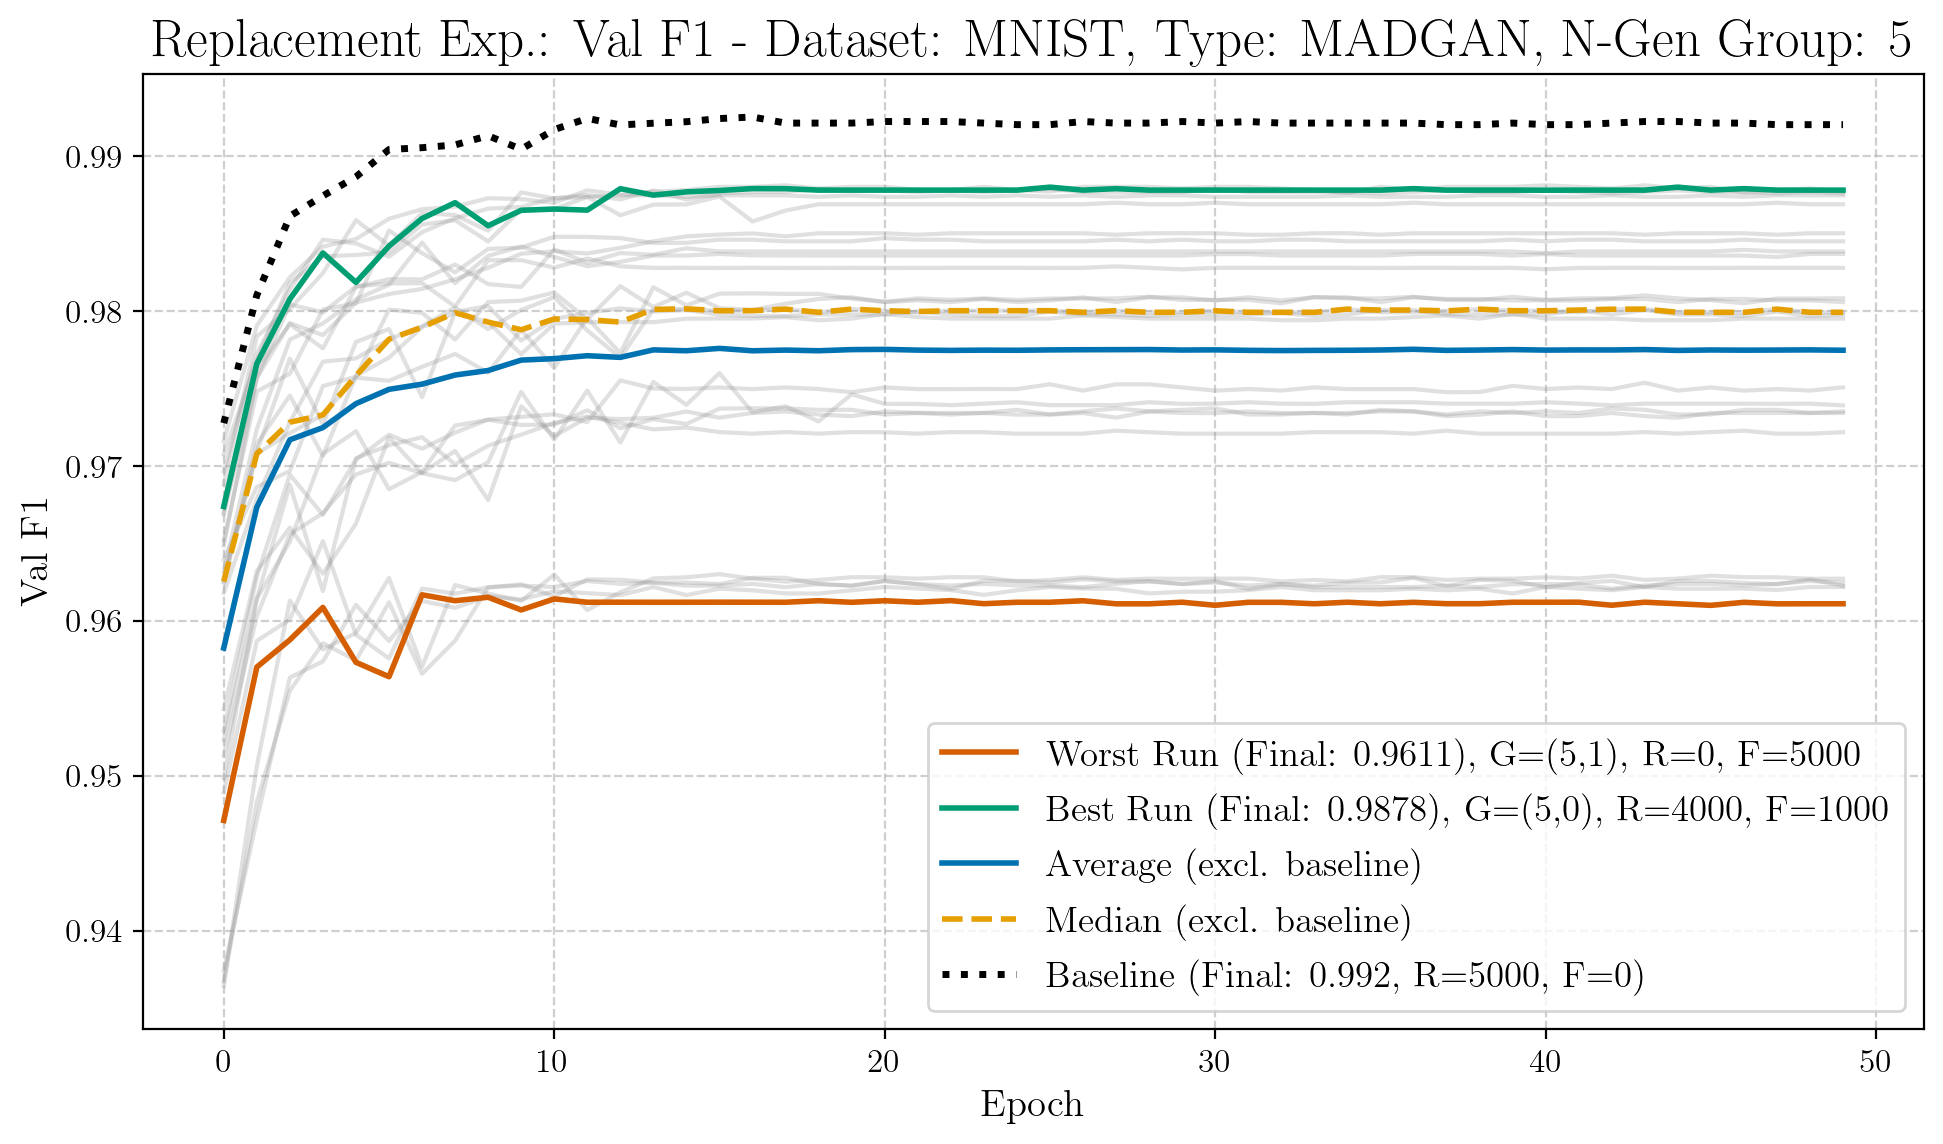 Replacement Exp.: Val F1 - Dataset: MNIST, Type: MADGAN, N-Gen Group: 5
Val F1
0.99
0.98
0.97
0.96
0.95
0.94
Worst Run (Final: 0.9611), G=(5,1), R=0, F=5000
Best Run (Final: 0.9878), G=(5,0), R=4000, F=1000
Average (excl. baseline)
Median (excl. baseline)
Baseline (Final: 0.992, R=5000, F=0)
0 10 20 30 40 50
Epoch